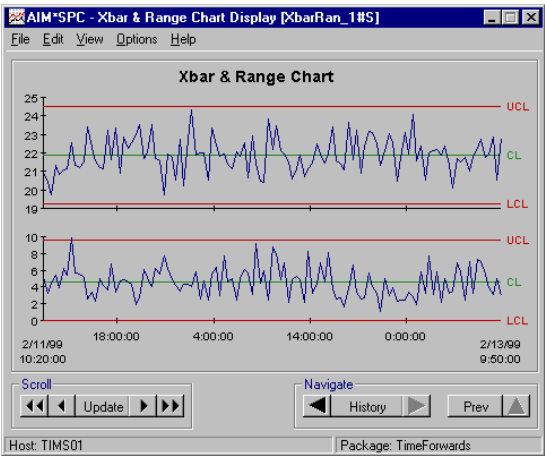 AIM*SPC - Xbar & Range Chart Display [XbarRan_1#S]
File Edit View Options Help
Xbar & Range Chart
25
UCL
24
23
22
CL
21
20
LCL
19
10
UCL
8
6
CL
4
2
0
LCL
18:00:00 4:00:00 14:00:00 0:00:00
2/11/99 2/13/99
10:20:00 9:50:00
Scroll Navigate
Update History Prev
Host: TIMS01 Package: TimeForwards